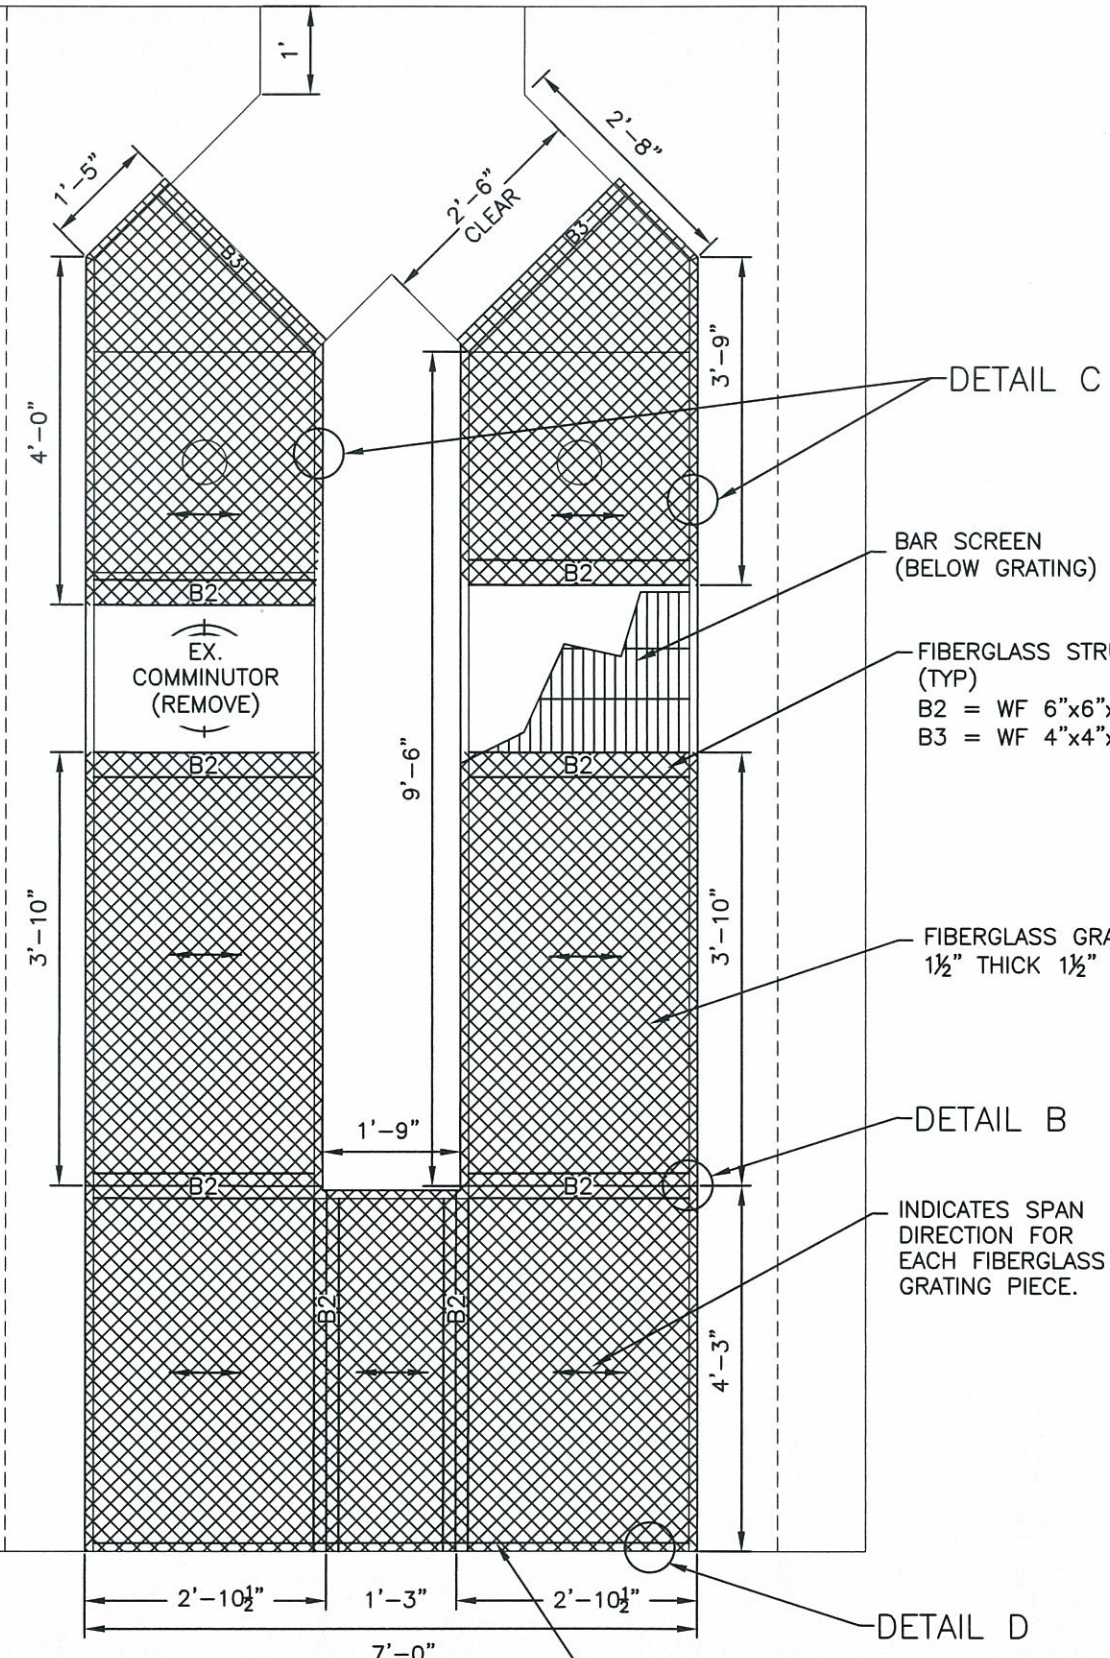 1'
1'-5"
2'-8"
2'-6"
CLEAR
B3
B3
3'-9"
DETAIL C
4'-0"
BAR SCREEN
(BELOW GRATING)
B2
B2
EX.
COMMINUTOR
(REMOVE)
FIBERGLASS STRU
(TYP)
B2 = WF 6"x6"x
B3 = WF 4"x4"x
B2
B2
9'-6"
3'-10"
3'-10"
FIBERGLASS GRA
1½" THICK 1½"
DETAIL B
1'-9"
B2
B2
INDICATES SPAN
DIRECTION FOR
EACH FIBERGLASS
GRATING PIECE.
B2
B2
4'-3"
2'-10½"
1'-3"
2'-10½"
DETAIL D
7'-0"